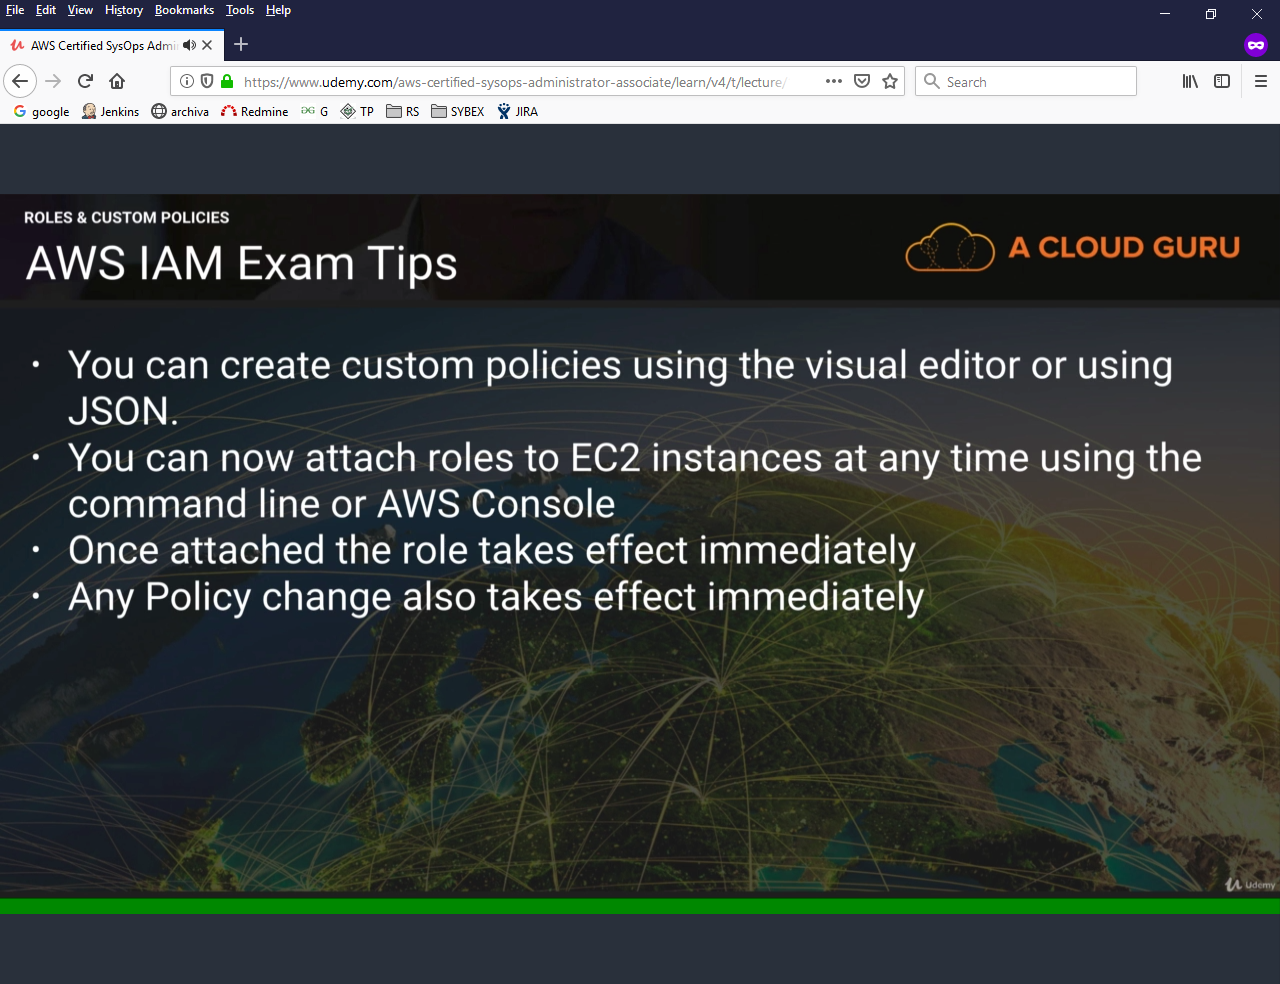 File Edit View History Bookmarks Tools Help
AWS Certified SysOps Admi
https://www.udemy.com/aws-certified-sysops-administrator-associate/learn/v4/t/lecture/
Search
google Jenkins archiva Redmine G TP RS SYBEX JIRA
ROLES & CUSTOM POLICIES
AWS IAM Exam Tips
A CLOUD GURU
• You can create custom policies using the visual editor or using
JSON.
• You can now attach roles to EC2 instances at any time using the
command line or AWS Console
• Once attached the role takes effect immediately
• Any Policy change also takes effect immediately
Udemy